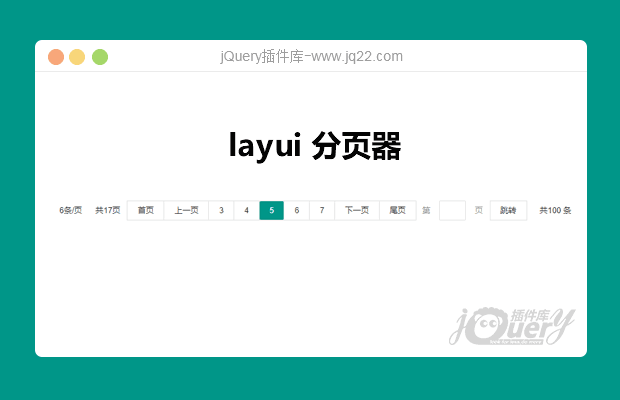 jQuery插件库-www.jq22.com
layui 分页器
6条/页 共17页 首页 上一页 3 4 5 6 7 下一页 尾页 第 页 跳转 共100 条
插件库
jQuery